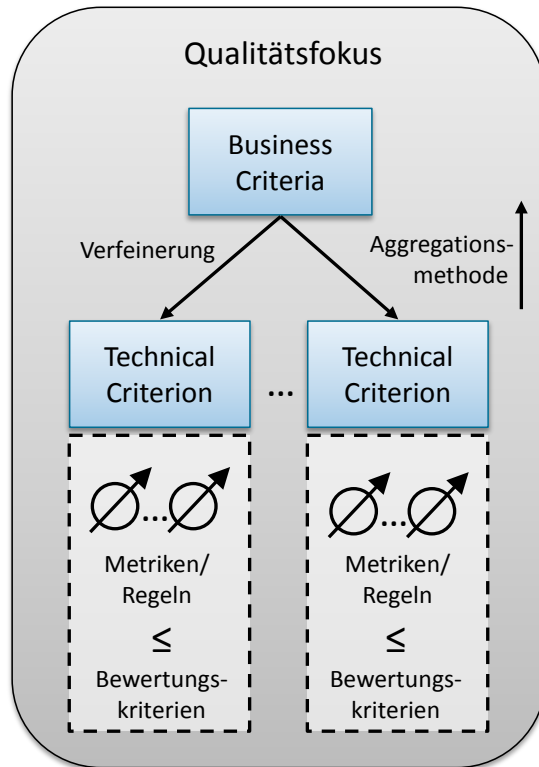 Qualitätsfokus
Business
Criteria
Verfeinerung
Aggregations-
methode
Technical
Criterion
...
Technical
Criterion
...
Metriken/
Regeln
≤
Bewertungs-
kriterien
...
Metriken/
Regeln
≤
Bewertungs-
kriterien